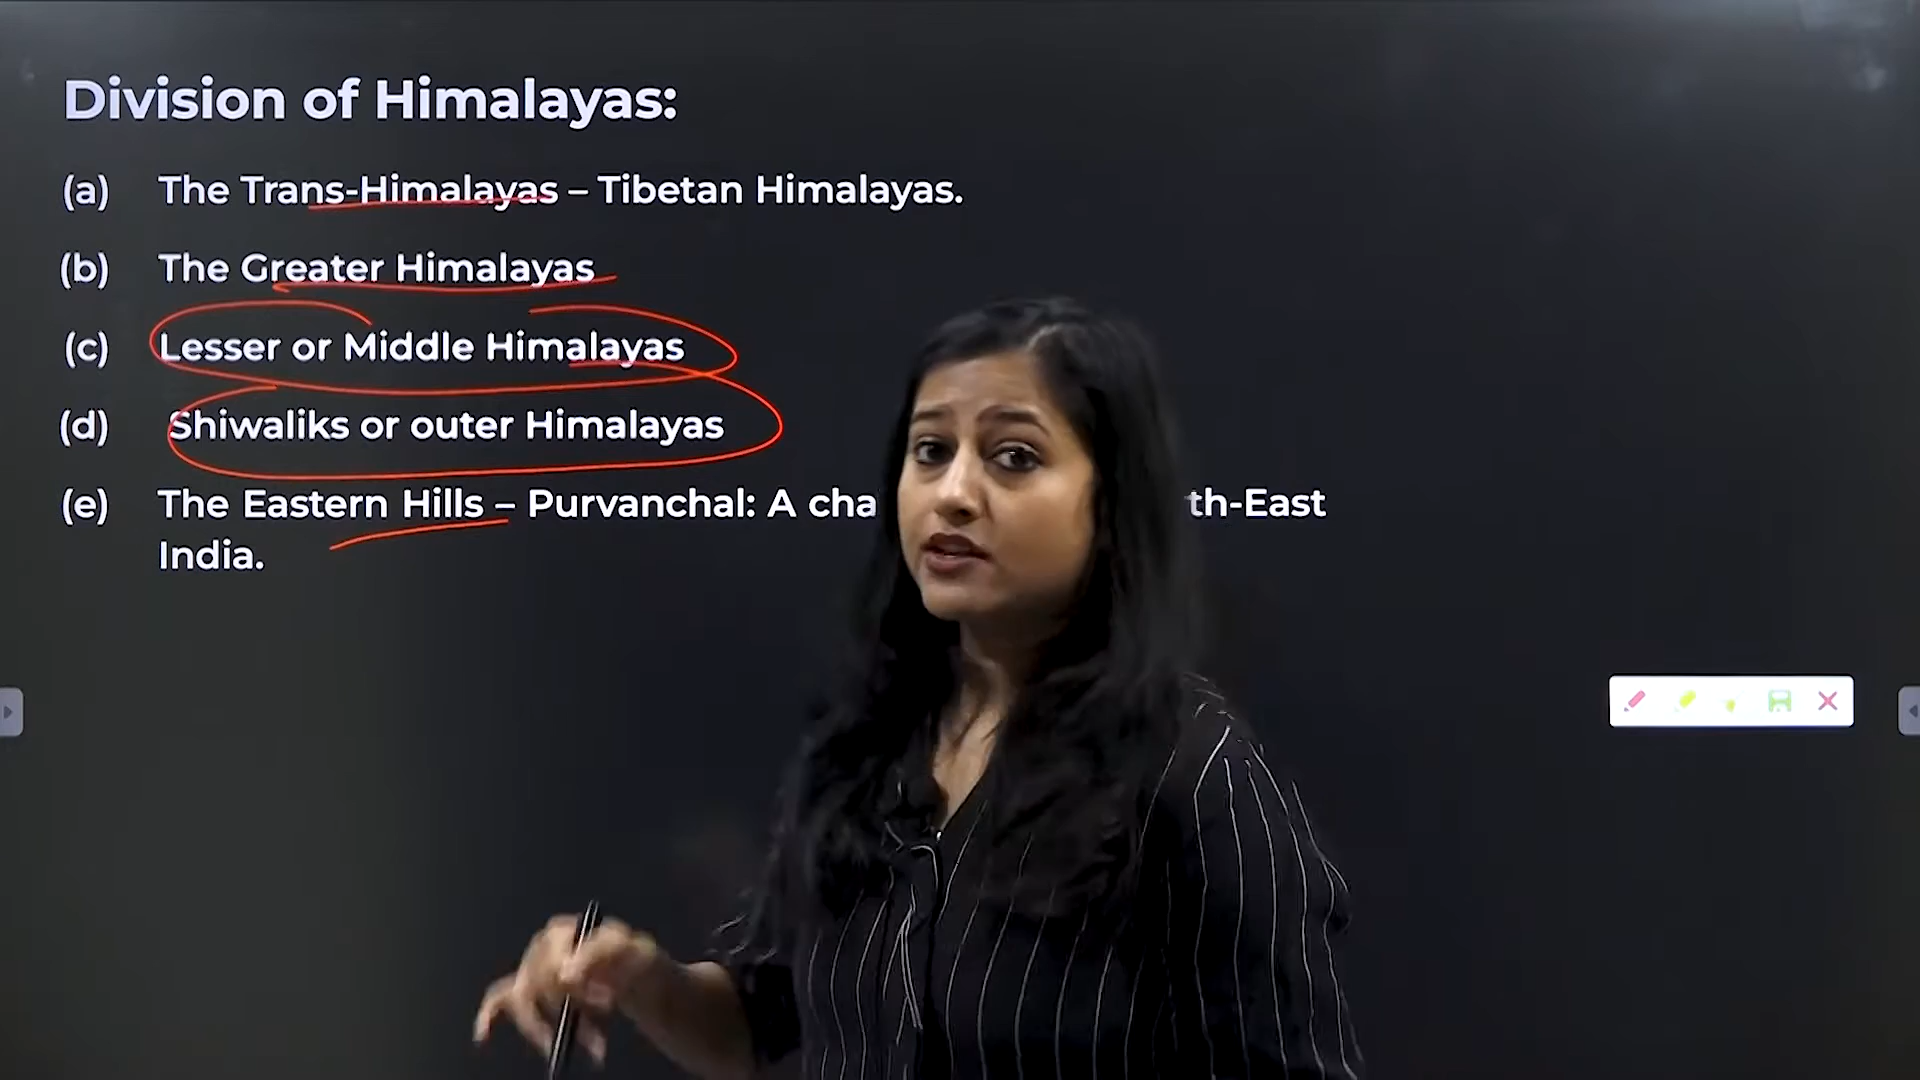 Division of Himalayas:
(a) The Trans-Himalayas – Tibetan Himalayas.
(b) The Greater Himalayas
(c) Lesser or Middle Himalayas
(d) Shiwaliks or outer Himalayas
(e) The Eastern Hills – Purvanchal: A th-East
India.